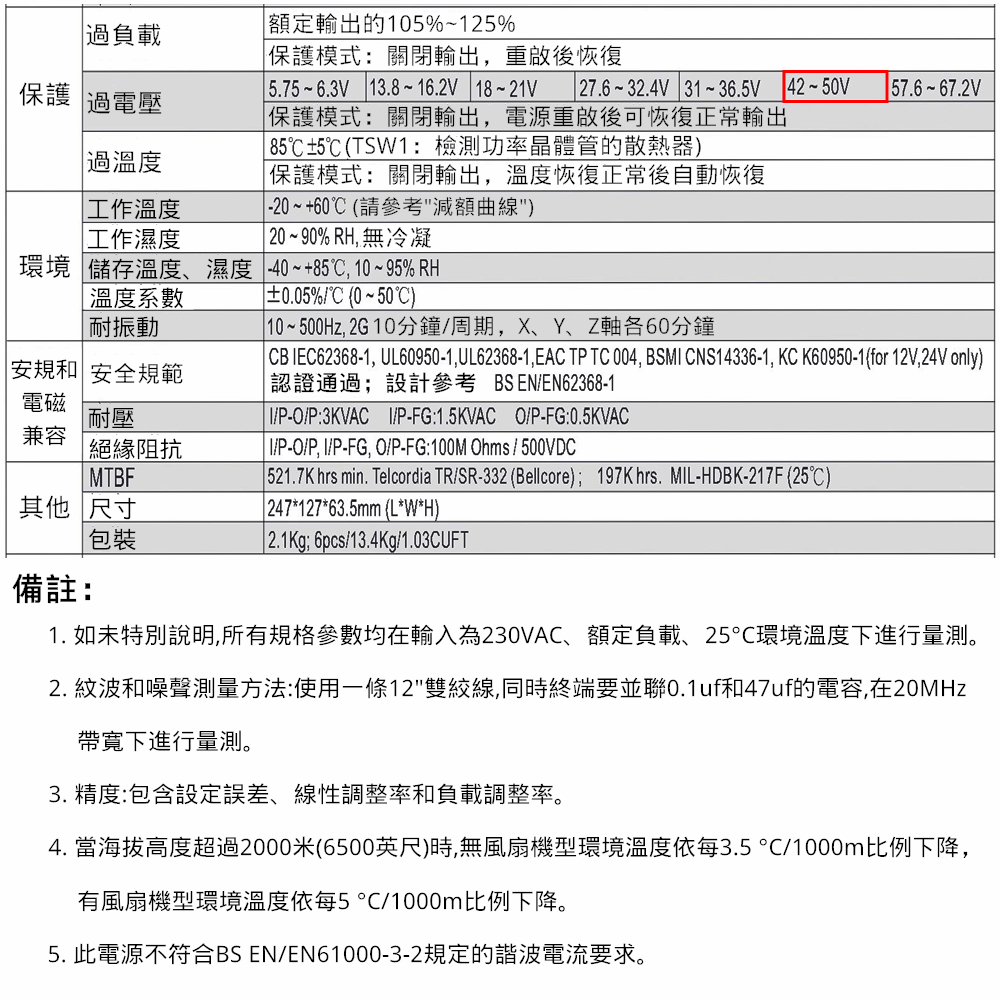 保護
過負載
額定輸出的105%~125%
保護模式：關閉輸出，重啟後恢復
過電壓
5.75 ~ 6.3V 13.8 ~ 16.2V 18 ~ 21V 27.6 ~ 32.4V 31 ~ 36.5V 42 ~ 50V 57.6 ~ 67.2V
保護模式：關閉輸出，電源重啟後可恢復正常輸出
過溫度
85℃ ±5℃ (TSW1：檢測功率晶體管的散熱器)
保護模式：關閉輸出，溫度恢復正常後自動恢復
環境
工作溫度 -20 ~ +60℃ (請參考"減額曲線")
工作濕度 20 ~ 90% RH, 無冷凝
儲存溫度、濕度 -40 ~ +85℃, 10 ~ 95% RH
溫度系數 ±0.05%/℃ (0 ~ 50℃)
耐振動 10 ~ 500Hz, 2G 10分鐘/周期，X、Y、Z軸各60分鐘
安規和
電磁
兼容
安全規範
CB IEC62368-1, UL60950-1,UL62368-1,EAC TP TC 004, BSMI CNS14336-1, KC K60950-1(for 12V,24V only)
認證通過；設計參考 BS EN/EN62368-1
耐壓 I/P-O/P:3KVAC I/P-FG:1.5KVAC O/P-FG:0.5KVAC
絕緣阻抗 I/P-O/P, I/P-FG, O/P-FG:100M Ohms / 500VDC
其他
MTBF 521.7K hrs min. Telcordia TR/SR-332 (Bellcore) ; 197K hrs. MIL-HDBK-217F (25℃)
尺寸 247*127*63.5mm (L*W*H)
包裝 2.1Kg; 6pcs/13.4Kg/1.03CUFT
備註：
1. 如未特別說明,所有規格參數均在輸入為230VAC、額定負載、25°C環境溫度下進行量測。
2. 紋波和噪聲測量方法:使用一條12"雙絞線,同時終端要並聯0.1uf和47uf的電容,在20MHz
帶寬下進行量測。
3. 精度:包含設定誤差、線性調整率和負載調整率。
4. 當海拔高度超過2000米(6500英尺)時,無風扇機型環境溫度依每3.5 °C/1000m比例下降，
有風扇機型環境溫度依每5 °C/1000m比例下降。
5. 此電源不符合BS EN/EN61000-3-2規定的諧波電流要求。